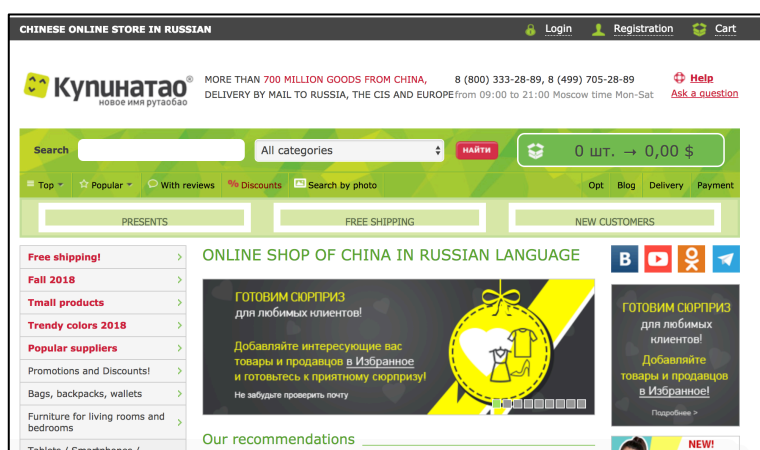 CHINESE ONLINE STORE IN RUSSIAN
Login
Registration
Cart
Купинатао®
новое имя рутаобао
MORE THAN 700 MILLION GOODS FROM CHINA,
DELIVERY BY MAIL TO RUSSIA, THE CIS AND EUROPE
8 (800) 333-28-89, 8 (499) 705-28-89
from 09:00 to 21:00 Moscow time Mon-Sat
Help
Ask a question
Search
All categories
НАЙТИ
0 шт. → 0,00 $
Top
Popular
With reviews
% Discounts
Search by photo
Opt
Blog
Delivery
Payment
PRESENTS
FREE SHIPPING
NEW CUSTOMERS
Free shipping!
Fall 2018
Tmall products
Trendy colors 2018
Popular suppliers
Promotions and Discounts!
Bags, backpacks, wallets
Furniture for living rooms and
bedrooms
Tablets / Smartphones /
ONLINE SHOP OF CHINA IN RUSSIAN LANGUAGE
ГОТОВИМ СЮРПРИЗ
для любимых клиентов!
Добавляйте интересующие вас
товары и продавцов в Избранное
и готовьтесь к приятному сюрпризу!
Не забудьте проверить почту
Our recommendations
B
ГОТОВИМ СЮРПРИЗ
для любимых
клиентов!
Добавляйте
товары и продавцов
в Избранное!
Подробнее >
NEW!